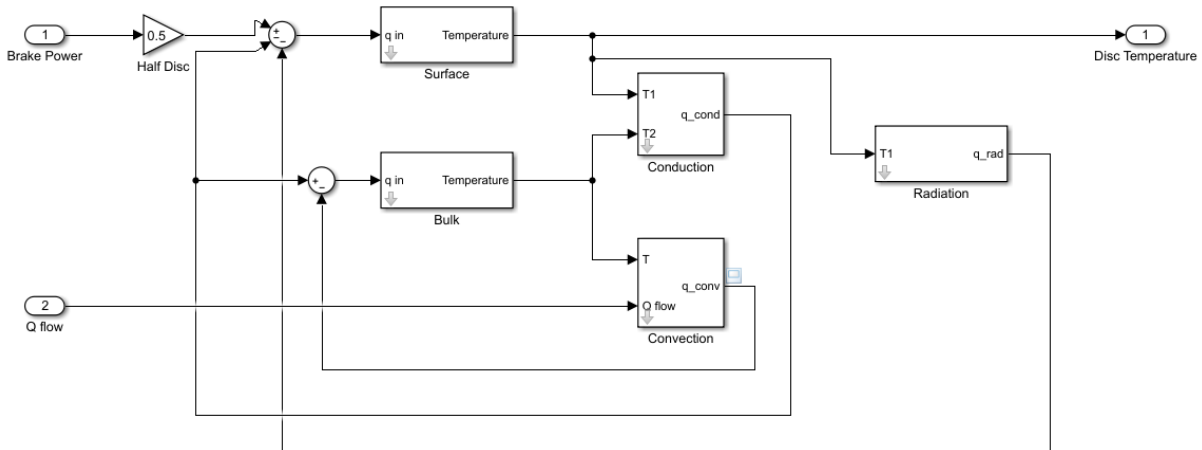 1
Brake Power
0.5
Half Disc
+
−
−
q in
Temperature
Surface
1
Disc Temperature
T1
q_cond
T2
Conduction
T1
q_rad
Radiation
+
−
q in
Temperature
Bulk
T
q_conv
Q flow
Convection
2
Q flow